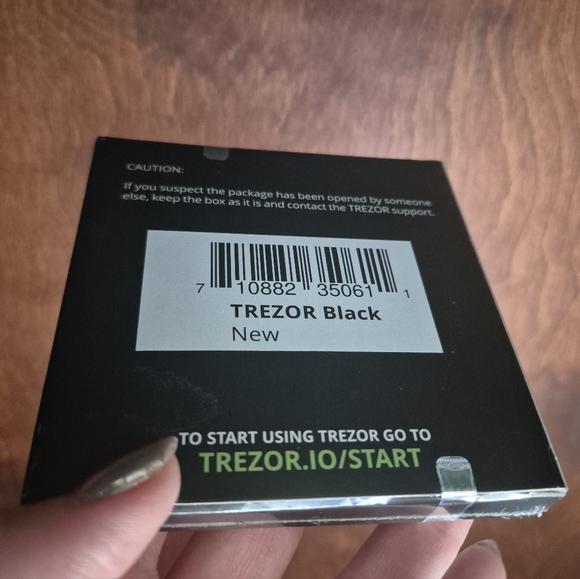 CAUTION:
If you suspect the package has been opened by someone
else, keep the box as it is and contact the TREZOR support.
7 10882 35061 1
TREZOR Black
New
TO START USING TREZOR GO TO
TREZOR.IO/START